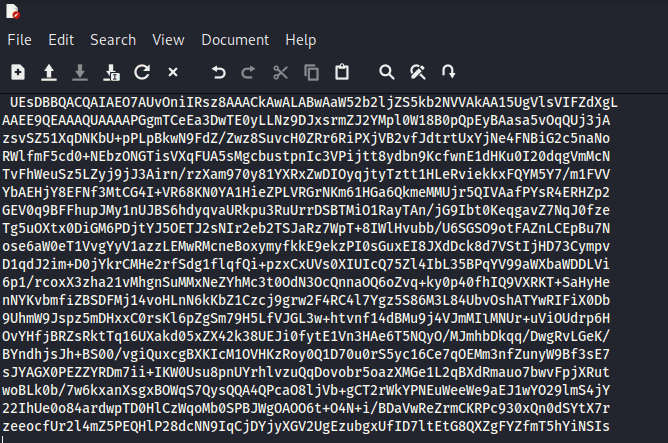 File Edit Search View Document Help
UEsDBBQACQAIAEO7AUvOniIRsz8AAACkAwALABwAaW52b2ljZS5kb2NVVAkAA15UgVlsVIFZdXgL
AAEE9QEAAAQUAAAAPGgmTCeEa3DwTE0yLLNz9DJxsrmZJ2YMpl0W18B0pQpEyBAasa5vOqQUj3jA
zsvSZ51XqDNKbU+pPLpBkwN9FdZ/Zwz8SuvcH0ZRr6RiPXjVB2vfJdtrtUxYjNe4FNBiG2c5naNo
RWlfmF5cd0+NEbzONGTisVXqFUA5sMgcbustpnIc3VPijtt8ydbn9KcfwnE1dHKu0I20dqgVmMcN
TvFhWeuSz5LZyj9jJ3Airn/rzXam970y81YXRxZwDIOyqjtyTztt1HLeRviekkxFQYM5Y7/m1FVV
YbAEHjY8EFNf3MtCG4I+VR68KN0YA1HieZPLVRGrNKm61HGa6QkmeMMUjr5QIVAafPYsR4ERHZp2
GEV0q9BFFhupJMy1nUJBS6hdyqvaURkpu3RuUrrDSBTMiO1RayTAn/jG9Ibt0KeqgavZ7NqJ0fze
Tg5uOXtx0DiGM6PDjtYJ5OETJ2sNIr2eb2TSJaRz7WpT+8IWlHvubb/U6SGSO9otFAZnLCEpBu7N
ose6aW0eT1VvgYyV1azzLEMwRMcneBoxymyfkkE9ekzPI0sGuxEI8JXdDck8d7VStIjHD73Cympv
D1qdJ2im+D0jYkrCMHe2rfSdg1flqfQi+pzxCxUVs0XIUIcQ75Zl4IbL35BPqYV99aWXbaWDDLVi
6p1/rcoxX3zha21vMhgnSuMMxNeZYhMc3t0OdN3OcQnnaOQ6oZvq+ky0p40fhIQ9VXRKT+SaHyHe
nNYKvbmfiZBSDFMj14voHLnN6kKbZ1Czcj9grw2F4RC4l7Ygz5S86M3L84UbvOshATYwRIFiX0Db
9UhmW9Jspz5mDHxxC0rsKl6pZgSm79H5LfVJGL3w+htvnf14dBMu9j4VJmMItMNUr+uViOUdrp6H
OvYHfjBRZsRktTq16UXakd05xZX42k38UEJi0fytE1Vn3HAe6T5NQyO/MJmhbDkqq/DwgRvLGeK/
BYndhjsJh+BS00/vgiQuxcgBXKIcM1OVHKzRoy0Q1D70u0rS5yc16Ce7qOEMm3nfZunyW9Bf3sE7
sJYAGX0PEZZYRDm7ii+IKW0Usu8pnUYrhlvzuQqDovobr5oazXMGe1L2qBXdRmauo7bwvFpjXRut
woBLk0b/7w6kxanXsgxBOWqS7QysQQA4QPcaO8ljVb+gCT2rWkYPNEuWeeWe9aEJ1wYO29lmS4jY
22IhUe0o84ardwpTD0HlCzWqoMb0SPBJWgOAOO6t+O4N+i/BDaVwReZrmCKRPc930xQn0dSYtX7r
zeeocfUr2l4mZ5PEQHlP28dcNN9IqCjDYjyXGV2UgEzubgxUfID7ltEtG8QXZgFYZfmT5hYiNSIs